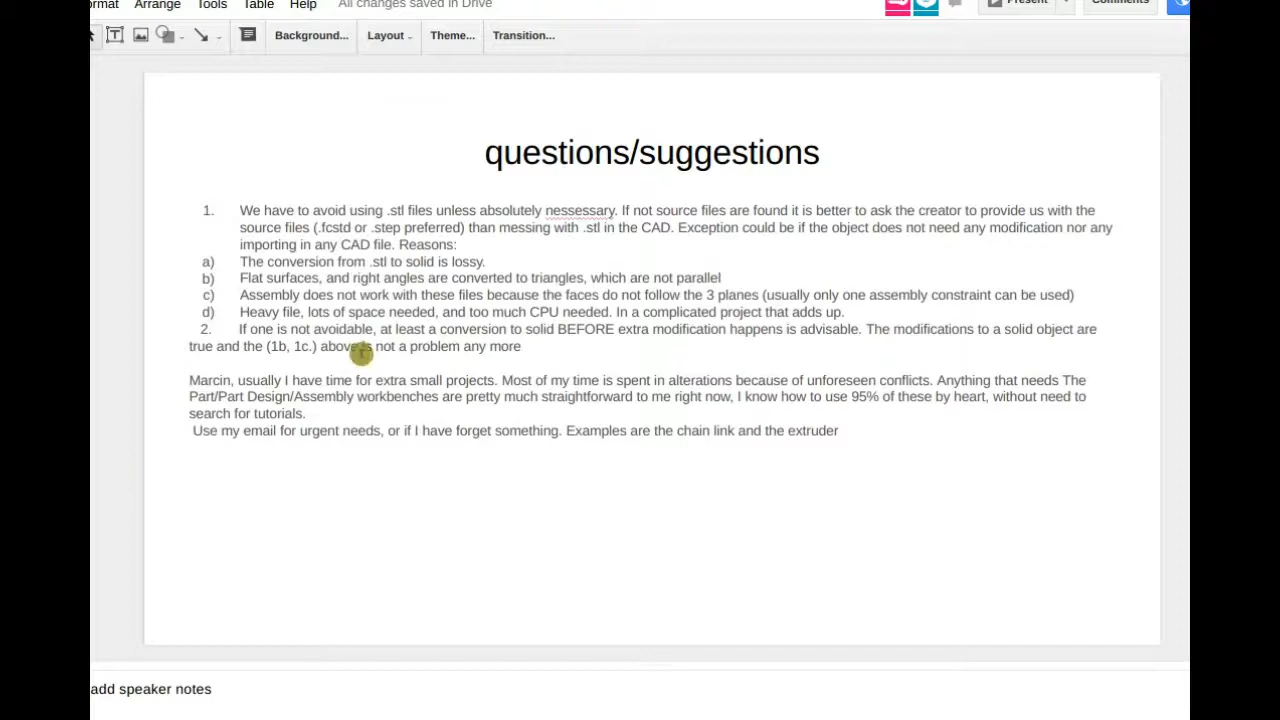 Arrange Tools Table Help All changes saved in Drive
Present Comments
Background... Layout Theme... Transition...
questions/suggestions
1. We have to avoid using .stl files unless absolutely nessessary. If not source files are found it is better to ask the creator to provide us with the
source files (.fcstd or .step preferred) than messing with .stl in the CAD. Exception could be if the object does not need any modification nor any
importing in any CAD file. Reasons:
a) The conversion from .stl to solid is lossy.
b) Flat surfaces, and right angles are converted to triangles, which are not parallel
c) Assembly does not work with these files because the faces do not follow the 3 planes (usually only one assembly constraint can be used)
d) Heavy file, lots of space needed, and too much CPU needed. In a complicated project that adds up.
2. If one is not avoidable, at least a conversion to solid BEFORE extra modification happens is advisable. The modifications to a solid object are
true and the (1b, 1c.) above is not a problem any more
Marcin, usually I have time for extra small projects. Most of my time is spent in alterations because of unforeseen conflicts. Anything that needs The
Part/Part Design/Assembly workbenches are pretty much straightforward to me right now, I know how to use 95% of these by heart, without need to
search for tutorials.
Use my email for urgent needs, or if I have forget something. Examples are the chain link and the extruder
add speaker notes